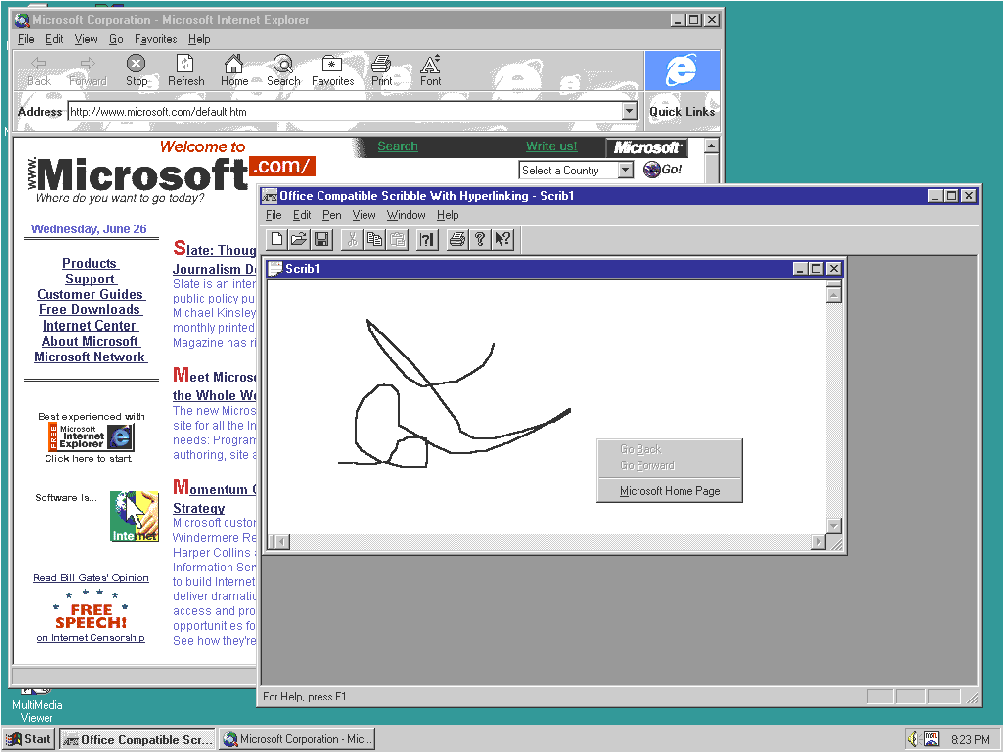 Microsoft Corporation - Microsoft Internet Explorer
File Edit View Go Favorites Help
Back Forward Stop Refresh Home Search Favorites Print Font
Address http://www.microsoft.com/default.htm Quick Links
Welcome to
Search Write us! Microsoft
www.Microsoft.com/
Select a County Go!
Where do you want to go today?
Wednesday, June 26
Products
Support
Customer Guides
Free Downloads
Internet Center
About Microsoft
Microsoft Network
Best experienced with
FREE Microsoft Internet Explorer
Click here to start.
Software Is...
Internet
Read Bill Gates' Opinion
FREE
SPEECH!
on Internet Censorship
Slate: Thoug
Journalism De
Slate is an inter
public policy pu
Michael Kinsley
monthly printed
Magazine has ri
Meet Microso
the Whole We
The new Micros
site for all the In
needs: Program
authoring, site a
Momentum G
Strategy
Microsoft custor
Windermere Re
Harper Collins a
Information Serv
to build Internet
deliver dramatic
access and pro
opportunities fo
See how they're
Office Compatible Scribble With Hyperlinking - Scrib1
File Edit Pen View Window Help
Scrib1
Go Back
Go Forward
Microsoft Home Page
For Help, press F1
MultiMedia
Viewer
Start Office Compatible Scr... Microsoft Corporation - Mic... 8:23 PM